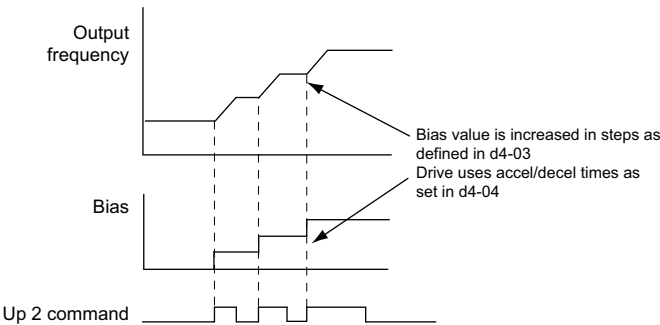 Output
frequency
Bias value is increased in steps as
defined in d4-03
Drive uses accel/decel times as
set in d4-04
Bias
Up 2 command